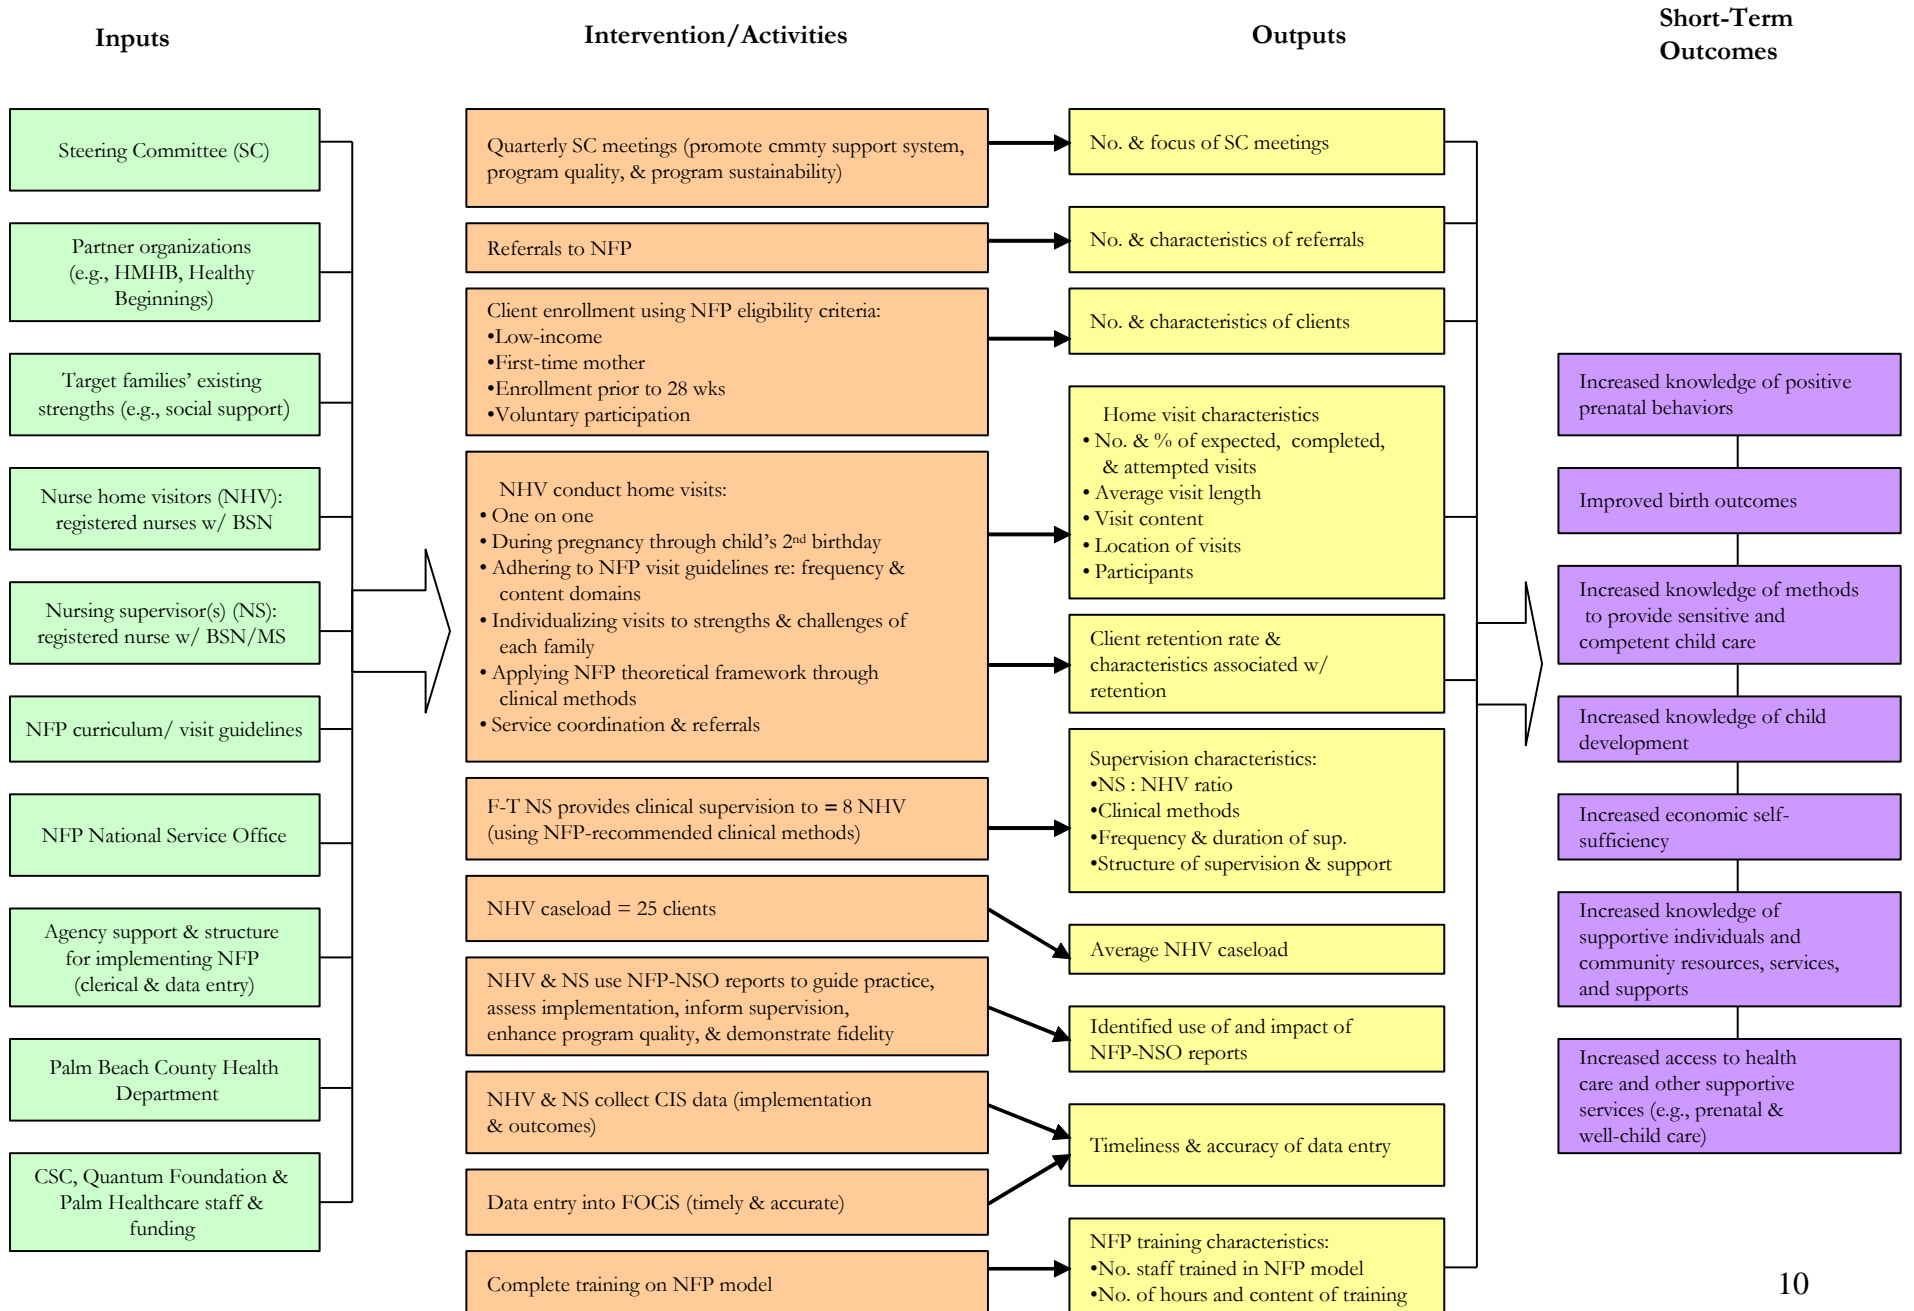 Inputs
Intervention/Activities
Outputs
Short-Term
Outcomes
Steering Committee (SC)
Partner organizations
(e.g., HMHB, Healthy
Beginnings)
Target families’ existing
strengths (e.g., social support)
Nurse home visitors (NHV):
registered nurses w/ BSN
Nursing supervisor(s) (NS):
registered nurse w/ BSN/MS
NFP curriculum/ visit guidelines
NFP National Service Office
Agency support & structure
for implementing NFP
(clerical & data entry)
Palm Beach County Health
Department
CSC, Quantum Foundation &
Palm Healthcare staff &
funding
Quarterly SC meetings (promote cmmty support system,
program quality, & program sustainability)
Referrals to NFP
Client enrollment using NFP eligibility criteria:
•Low-income
•First-time mother
•Enrollment prior to 28 wks
•Voluntary participation
NHV conduct home visits:
• One on one
• During pregnancy through child’s 2nd birthday
• Adhering to NFP visit guidelines re: frequency &
content domains
• Individualizing visits to strengths & challenges of
each family
• Applying NFP theoretical framework through
clinical methods
• Service coordination & referrals
F-T NS provides clinical supervision to = 8 NHV
(using NFP-recommended clinical methods)
NHV caseload = 25 clients
NHV & NS use NFP-NSO reports to guide practice,
assess implementation, inform supervision,
enhance program quality, & demonstrate fidelity
NHV & NS collect CIS data (implementation
& outcomes)
Data entry into FOCiS (timely & accurate)
Complete training on NFP model
No. & focus of SC meetings
No. & characteristics of referrals
No. & characteristics of clients
Home visit characteristics
• No. & % of expected, completed,
& attempted visits
• Average visit length
• Visit content
• Location of visits
• Participants
Client retention rate &
characteristics associated w/
retention
Supervision characteristics:
•NS : NHV ratio
•Clinical methods
•Frequency & duration of sup.
•Structure of supervision & support
Average NHV caseload
Identified use of and impact of
NFP-NSO reports
Timeliness & accuracy of data entry
NFP training characteristics:
•No. staff trained in NFP model
•No. of hours and content of training
Increased knowledge of positive
prenatal behaviors
Improved birth outcomes
Increased knowledge of methods
to provide sensitive and
competent child care
Increased knowledge of child
development
Increased economic self-
sufficiency
Increased knowledge of
supportive individuals and
community resources, services,
and supports
Increased access to health
care and other supportive
services (e.g., prenatal &
well-child care)
10